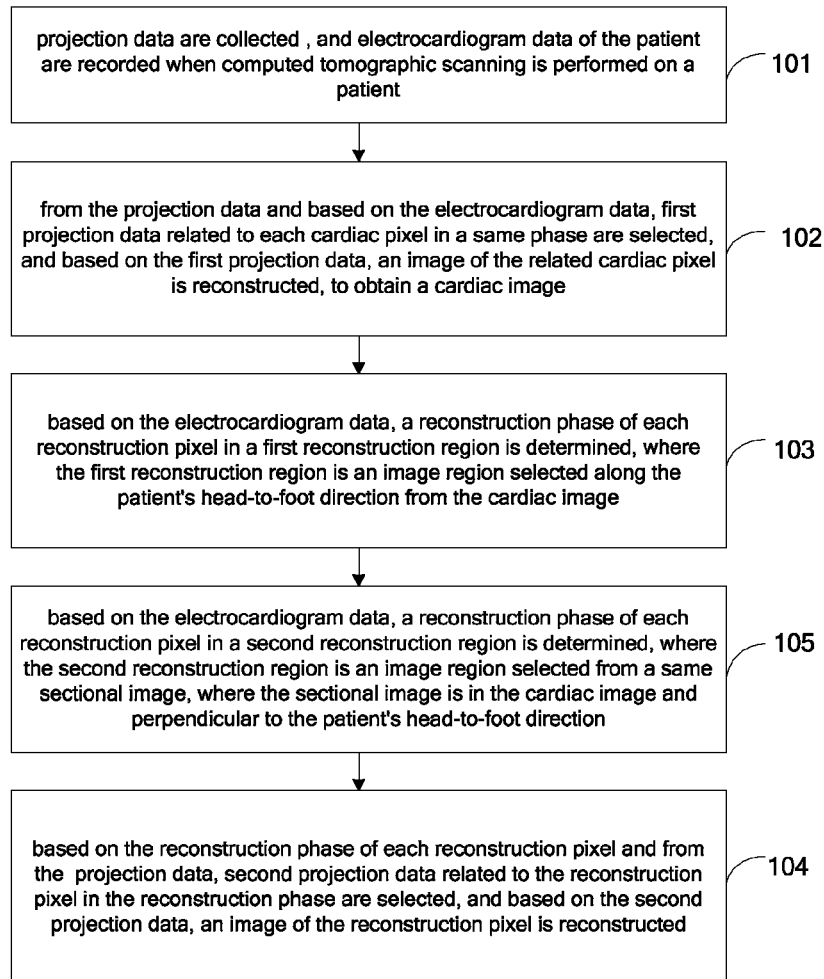 projection data are collected , and electrocardiogram data of the patient
are recorded when computed tomographic scanning is performed on a
patient
101
from the projection data and based on the electrocardiogram data, first
projection data related to each cardiac pixel in a same phase are selected,
and based on the first projection data, an image of the related cardiac pixel
is reconstructed, to obtain a cardiac image
102
based on the electrocardiogram data, a reconstruction phase of each
reconstruction pixel in a first reconstruction region is determined, where
the first reconstruction region is an image region selected along the
patient's head-to-foot direction from the cardiac image
103
based on the electrocardiogram data, a reconstruction phase of each
reconstruction pixel in a second reconstruction region is determined, where
the second reconstruction region is an image region selected from a same
sectional image, where the sectional image is in the cardiac image and
perpendicular to the patient's head-to-foot direction
105
based on the reconstruction phase of each reconstruction pixel and from
the projection data, second projection data related to the reconstruction
pixel in the reconstruction phase are selected, and based on the second
projection data, an image of the reconstruction pixel is reconstructed
104